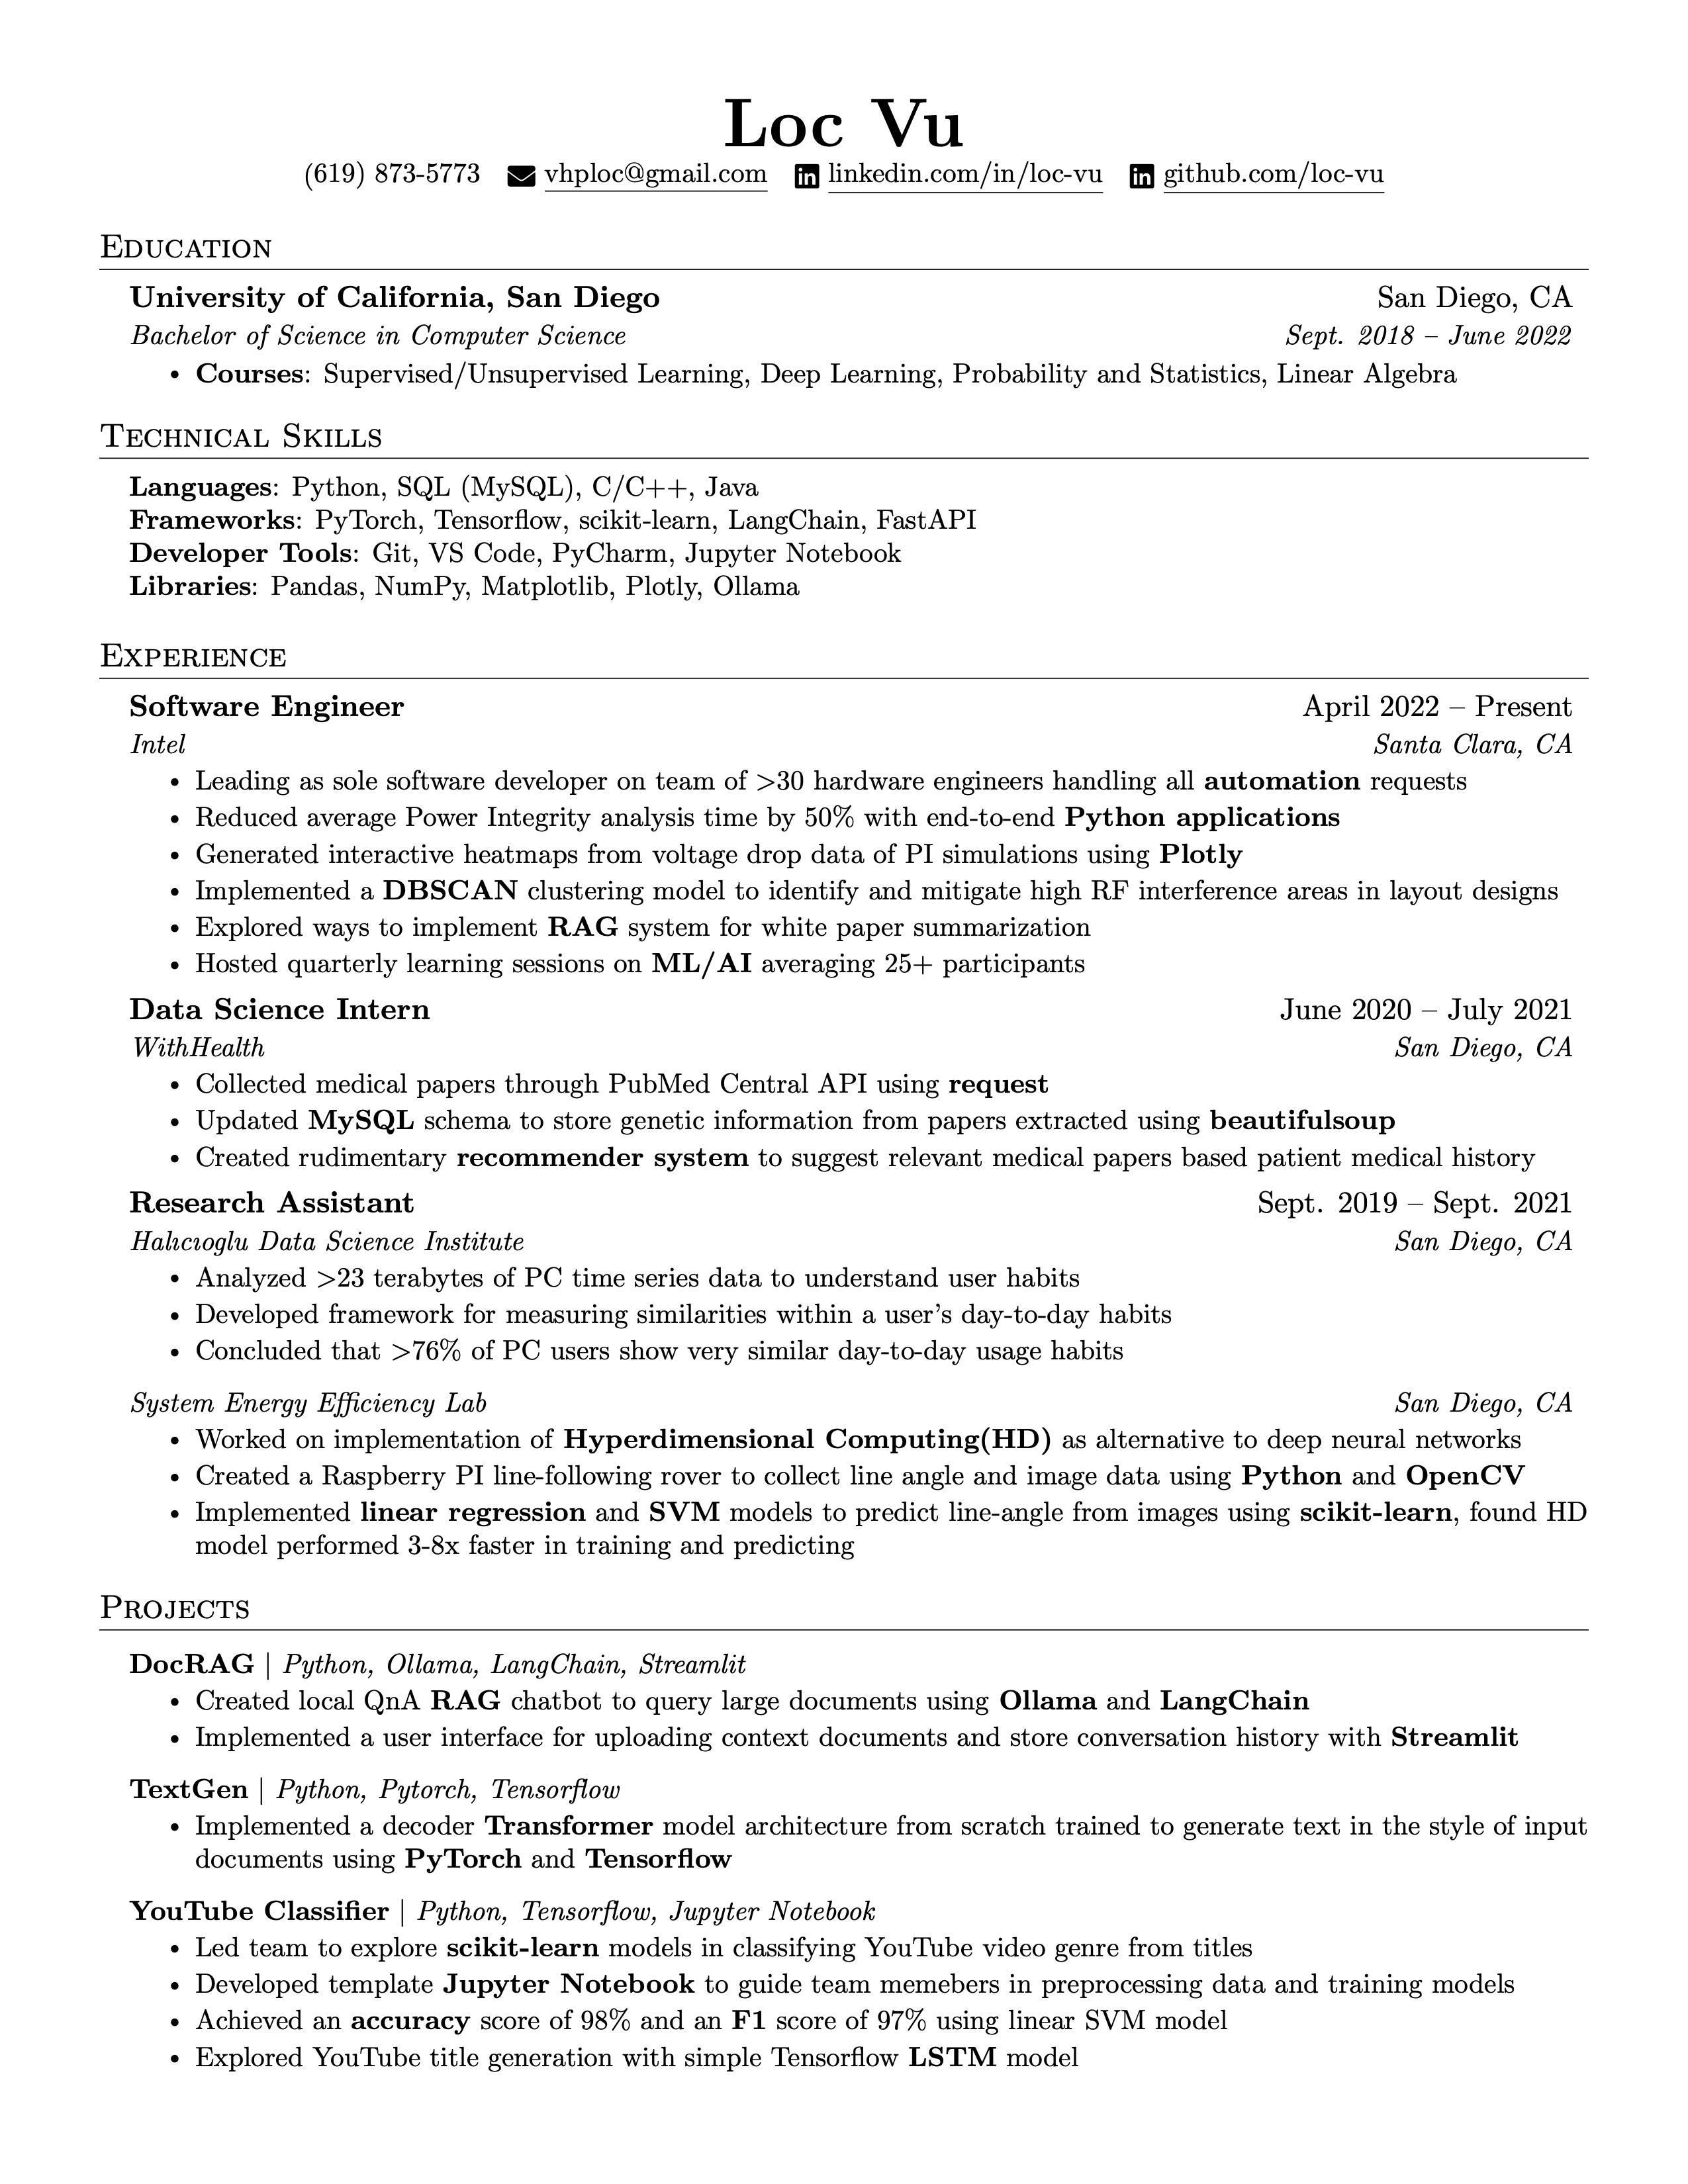 Loc Vu
(619) 873-5773 vhploc@gmail.com linkedin.com/in/loc-vu github.com/loc-vu
Education
University of California, San Diego San Diego, CA
Bachelor of Science in Computer Science Sept. 2018 – June 2022
• Courses: Supervised/Unsupervised Learning, Deep Learning, Probability and Statistics, Linear Algebra
Technical Skills
Languages: Python, SQL (MySQL), C/C++, Java
Frameworks: PyTorch, Tensorflow, scikit-learn, LangChain, FastAPI
Developer Tools: Git, VS Code, PyCharm, Jupyter Notebook
Libraries: Pandas, NumPy, Matplotlib, Plotly, Ollama
Experience
Software Engineer April 2022 – Present
Intel Santa Clara, CA
• Leading as sole software developer on team of >30 hardware engineers handling all automation requests
• Reduced average Power Integrity analysis time by 50% with end-to-end Python applications
• Generated interactive heatmaps from voltage drop data of PI simulations using Plotly
• Implemented a DBSCAN clustering model to identify and mitigate high RF interference areas in layout designs
• Explored ways to implement RAG system for white paper summarization
• Hosted quarterly learning sessions on ML/AI averaging 25+ participants
Data Science Intern June 2020 – July 2021
WithHealth San Diego, CA
• Collected medical papers through PubMed Central API using request
• Updated MySQL schema to store genetic information from papers extracted using beautifulsoup
• Created rudimentary recommender system to suggest relevant medical papers based patient medical history
Research Assistant Sept. 2019 – Sept. 2021
Halıcıoglu Data Science Institute San Diego, CA
• Analyzed >23 terabytes of PC time series data to understand user habits
• Developed framework for measuring similarities within a user's day-to-day habits
• Concluded that >76% of PC users show very similar day-to-day usage habits
System Energy Efficiency Lab San Diego, CA
• Worked on implementation of Hyperdimensional Computing(HD) as alternative to deep neural networks
• Created a Raspberry PI line-following rover to collect line angle and image data using Python and OpenCV
• Implemented linear regression and SVM models to predict line-angle from images using scikit-learn, found HD
model performed 3-8x faster in training and predicting
Projects
DocRAG | Python, Ollama, LangChain, Streamlit
• Created local QnA RAG chatbot to query large documents using Ollama and LangChain
• Implemented a user interface for uploading context documents and store conversation history with Streamlit
TextGen | Python, Pytorch, Tensorflow
• Implemented a decoder Transformer model architecture from scratch trained to generate text in the style of input
documents using PyTorch and Tensorflow
YouTube Classifier | Python, Tensorflow, Jupyter Notebook
• Led team to explore scikit-learn models in classifying YouTube video genre from titles
• Developed template Jupyter Notebook to guide team memebers in preprocessing data and training models
• Achieved an accuracy score of 98% and an F1 score of 97% using linear SVM model
• Explored YouTube title generation with simple Tensorflow LSTM model